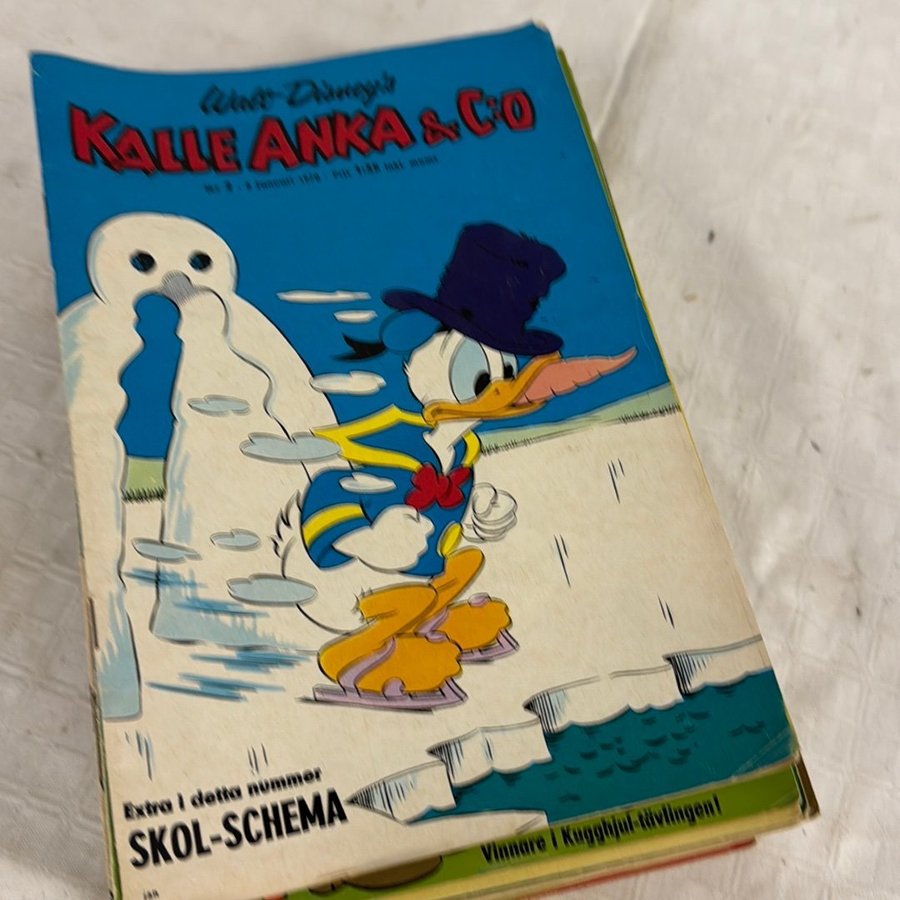 Walt Disney's
KALLE ANKA & C:O
Extra i detta nummer
SKOL-SCHEMA
Vinnare i Kugghjul-tävlingen!